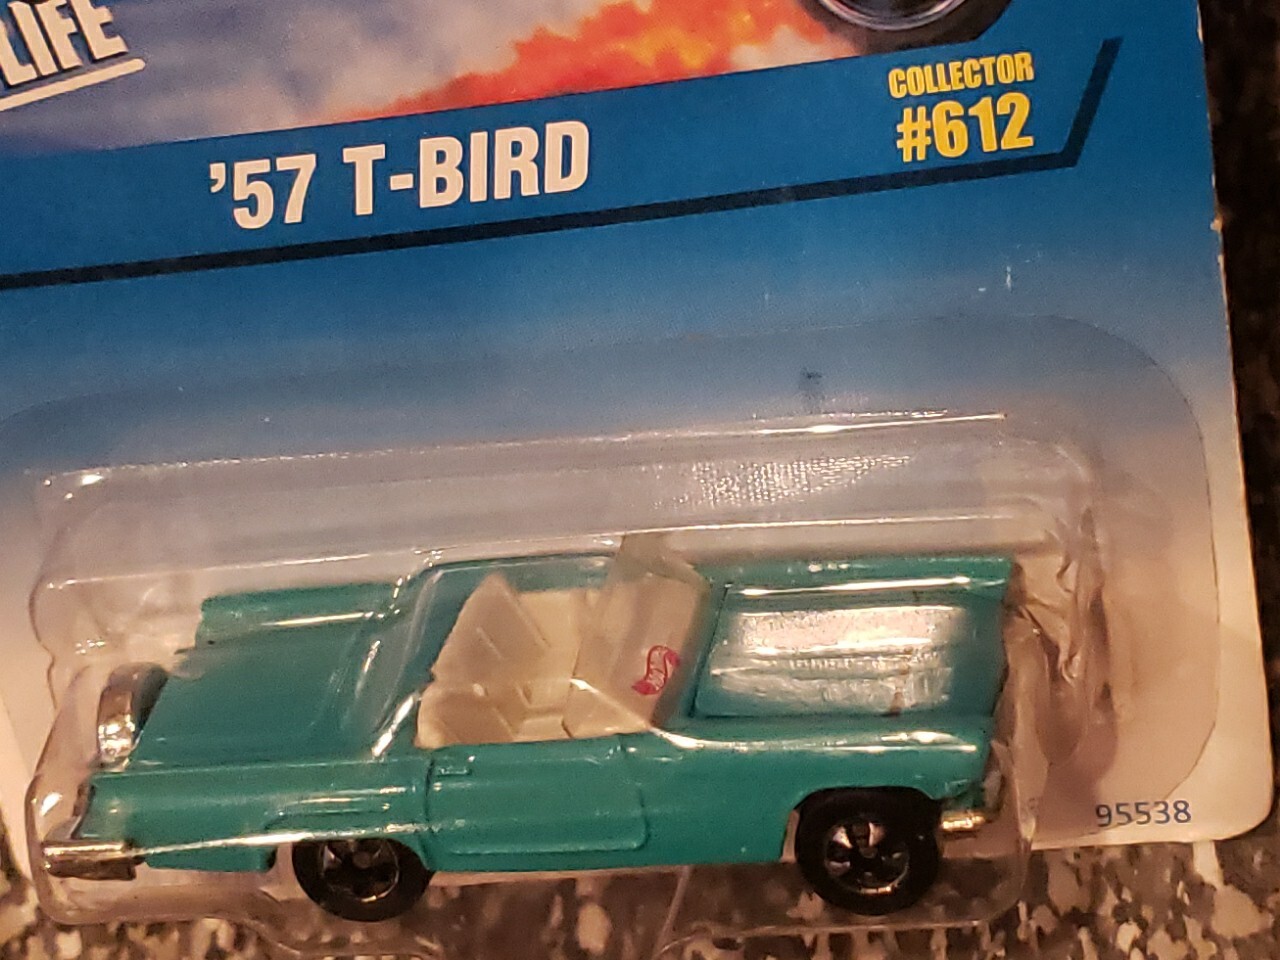 LIFE
COLLECTOR
#612
'57 T-BIRD
95538